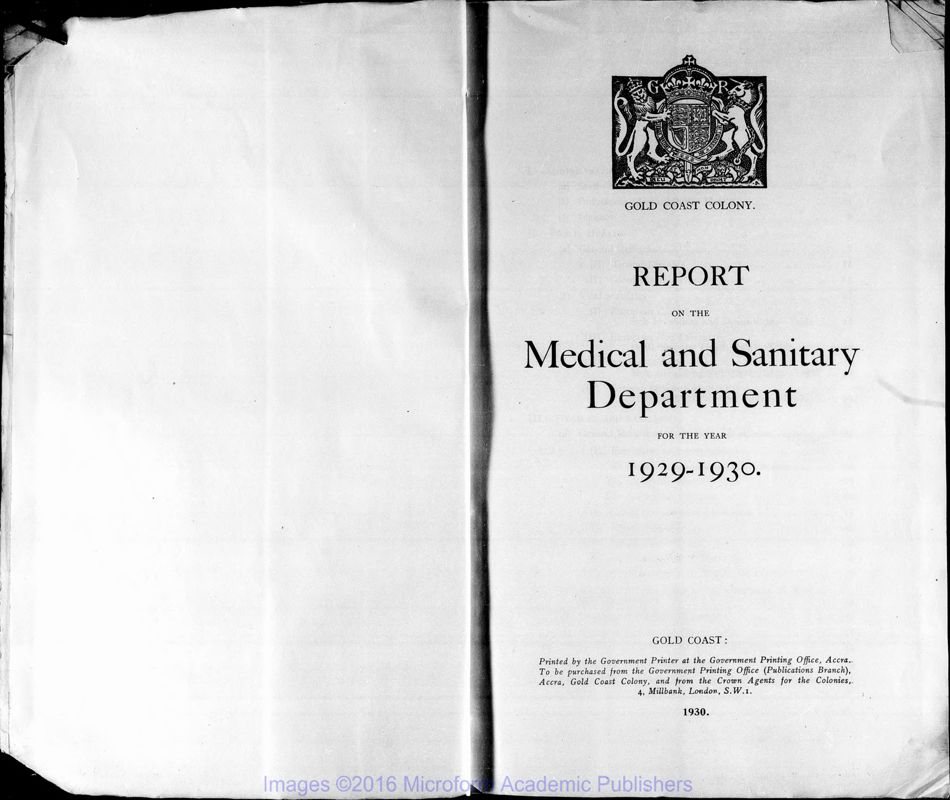 G R
GOLD COAST COLONY.
REPORT
ON THE
Medical and Sanitary
Department
FOR THE YEAR
1929-1930.
GOLD COAST :
Printed by the Government Printer at the Government Printing Office, Accra.
To be purchased from the Government Printing Office (Publications Branch),
Accra, Gold Coast Colony, and from the Crown Agents for the Colonies,
4, Millbank, London, S.W.1.
1930.
Images ©2016 Microform Academic Publishers